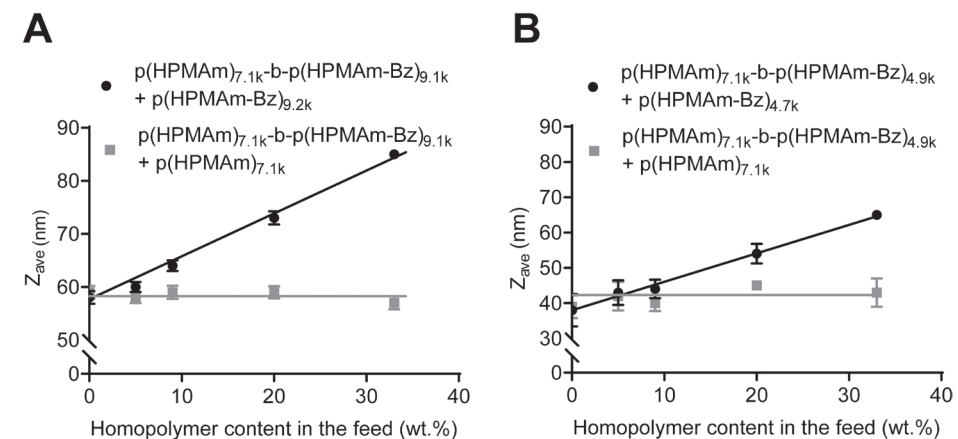 A
p(HPMAm)7.1k-b-p(HPMAm-Bz)9.1k
+ p(HPMAm-Bz)9.2k
p(HPMAm)7.1k-b-p(HPMAm-Bz)9.1k
+ p(HPMAm)7.1k
90
80
70
60
50
0
Zave (nm)
0 10 20 30 40
Homopolymer content in the feed (wt.%)
B
p(HPMAm)7.1k-b-p(HPMAm-Bz)4.9k
+ p(HPMAm-Bz)4.7k
p(HPMAm)7.1k-b-p(HPMAm-Bz)4.9k
+ p(HPMAm)7.1k
90
80
70
60
50
40
30
0
Zave (nm)
0 10 20 30 40
Homopolymer content in the feed (wt.%)